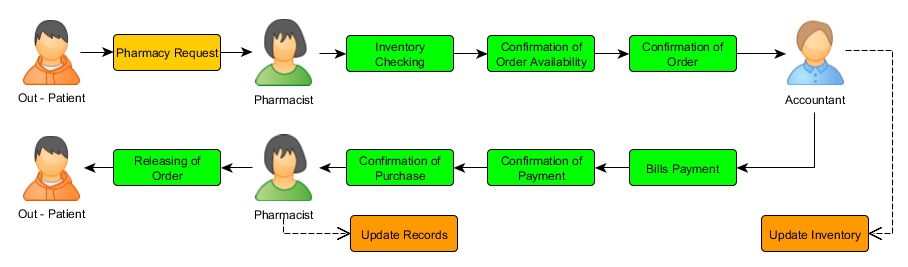 Pharmacy Request
Inventory
Checking
Confirmation of
Order Availability
Confirmation of
Order
Out - Patient
Pharmacist
Accountant
Releasing of
Order
Confirmation of
Purchase
Confirmation of
Payment
Bills Payment
Out - Patient
Pharmacist
Update Records
Update Inventory